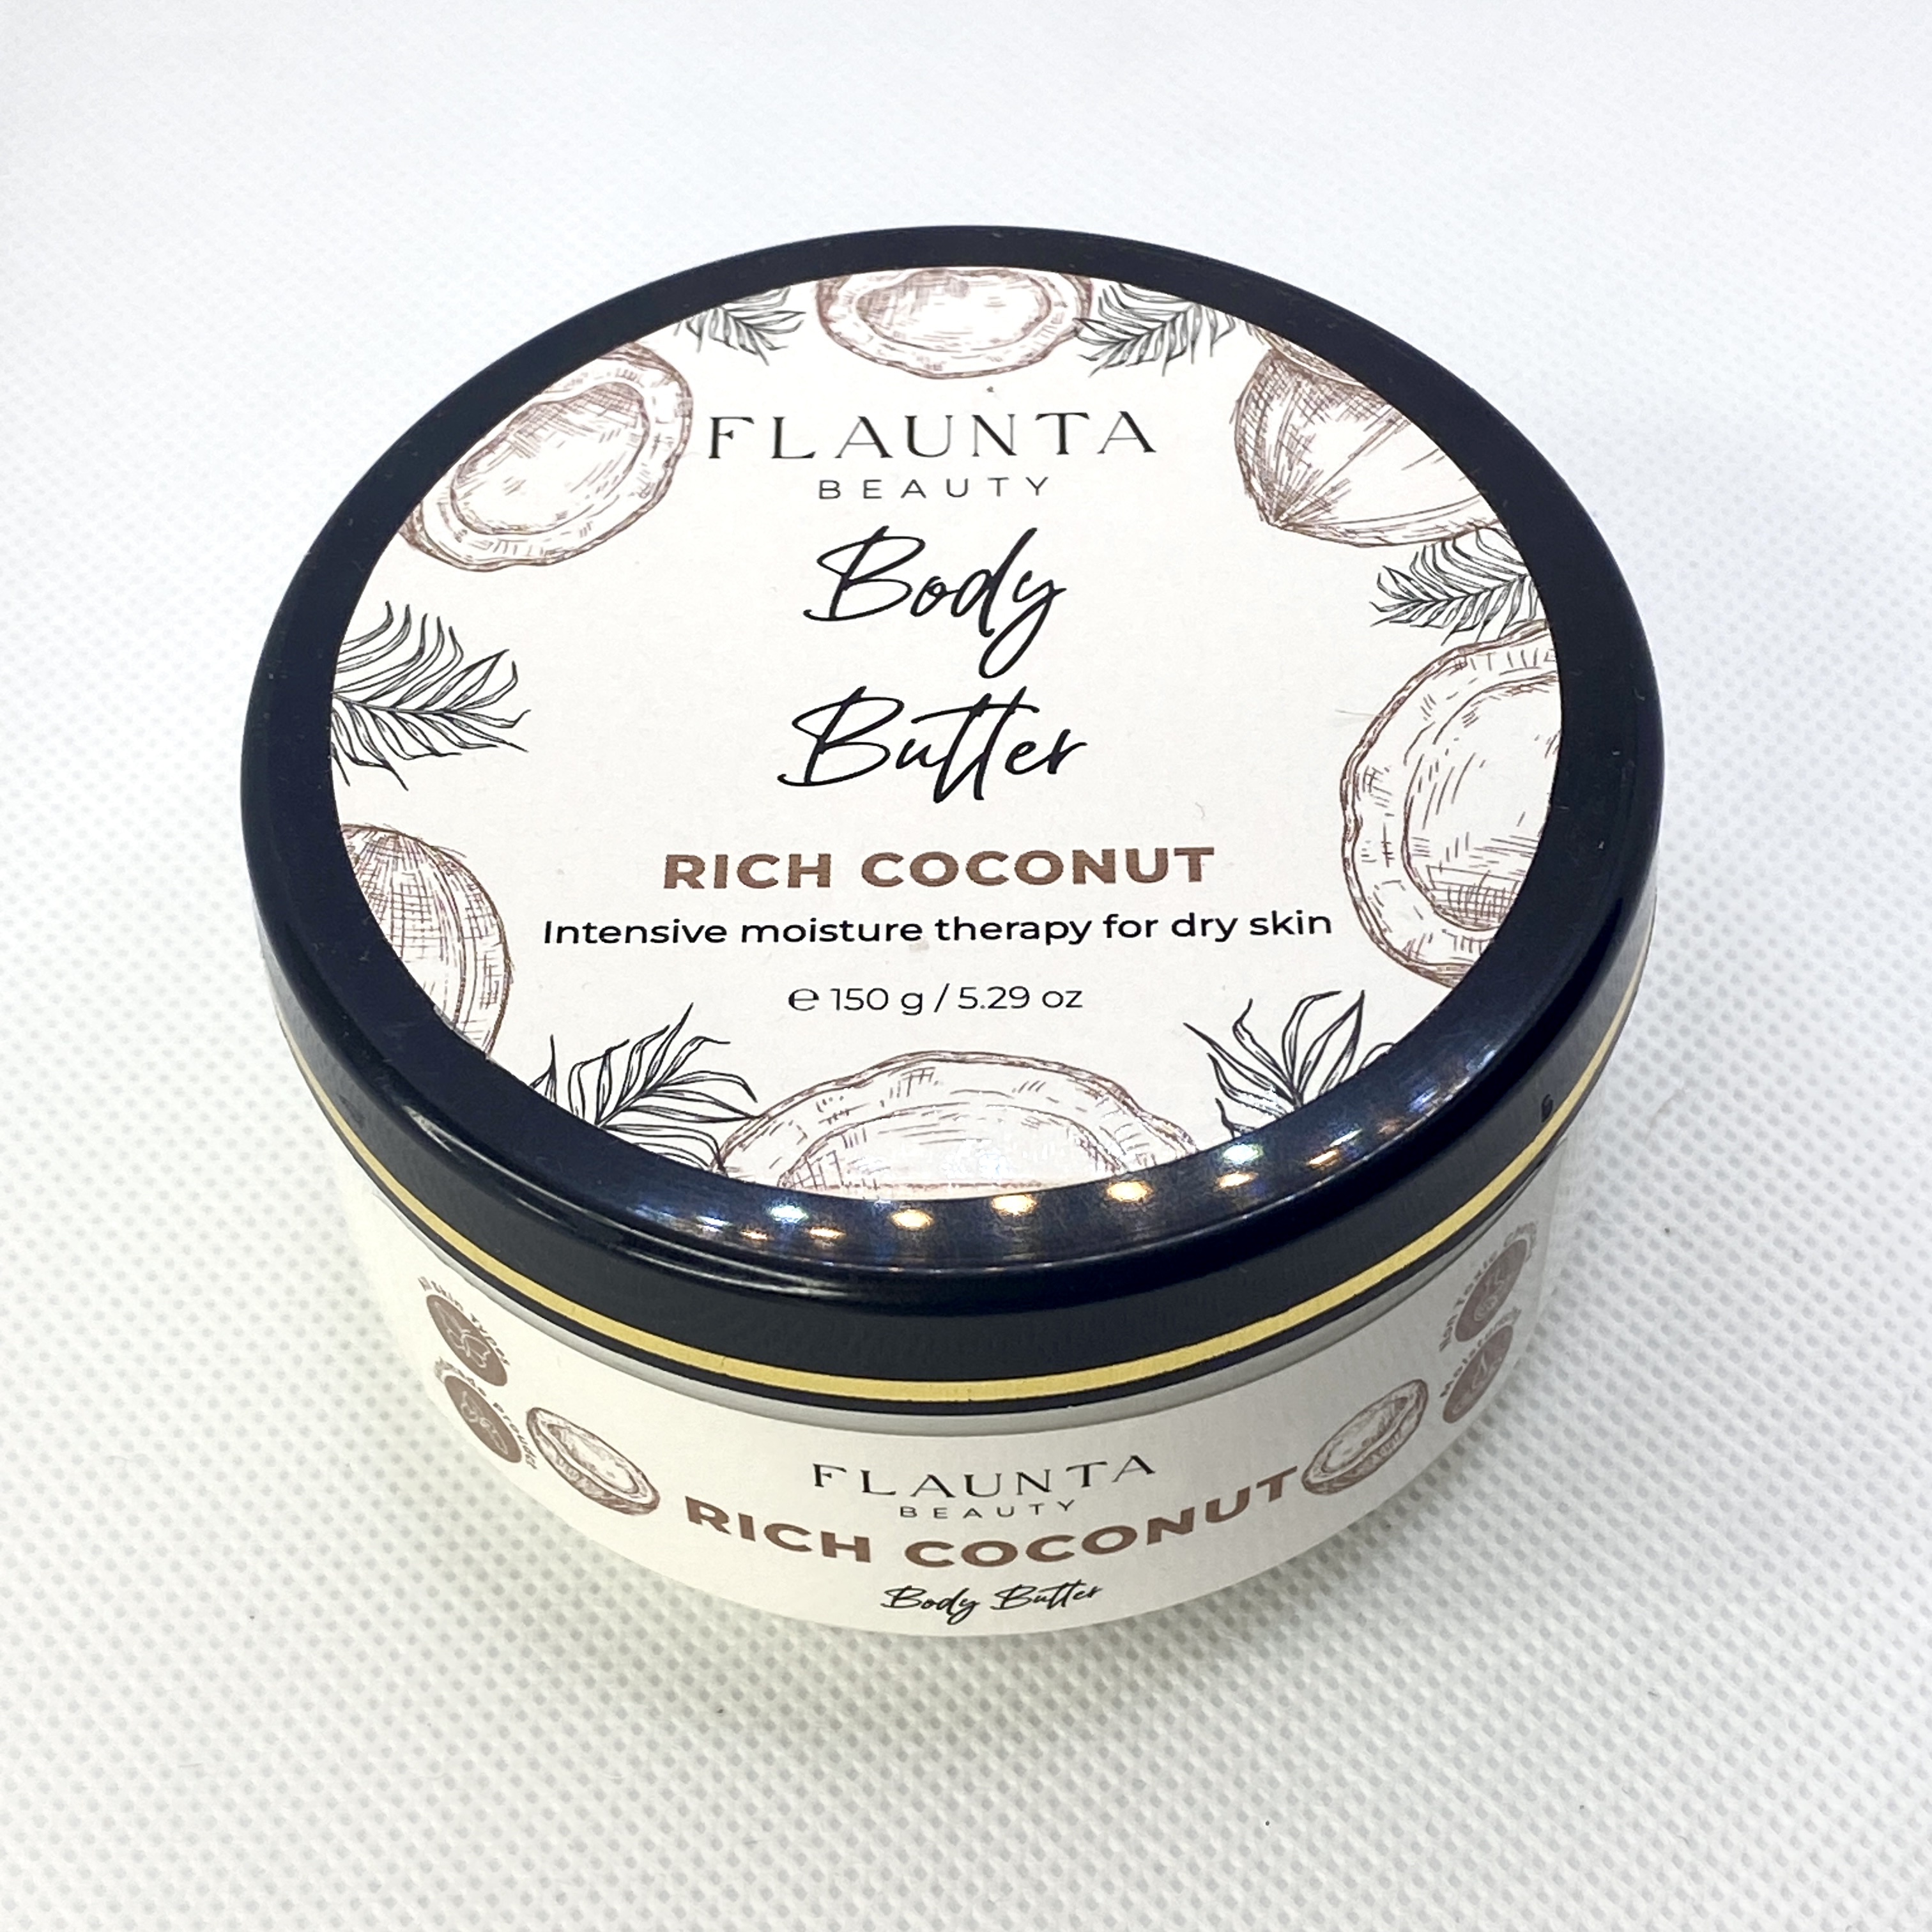 FLAUNTA
BEAUTY
Body
Butter
RICH COCONUT
Intensive moisture therapy for dry skin
℮ 150 g / 5.29 oz
FLAUNTA
BEAUTY
RICH COCONUT
Body Butter